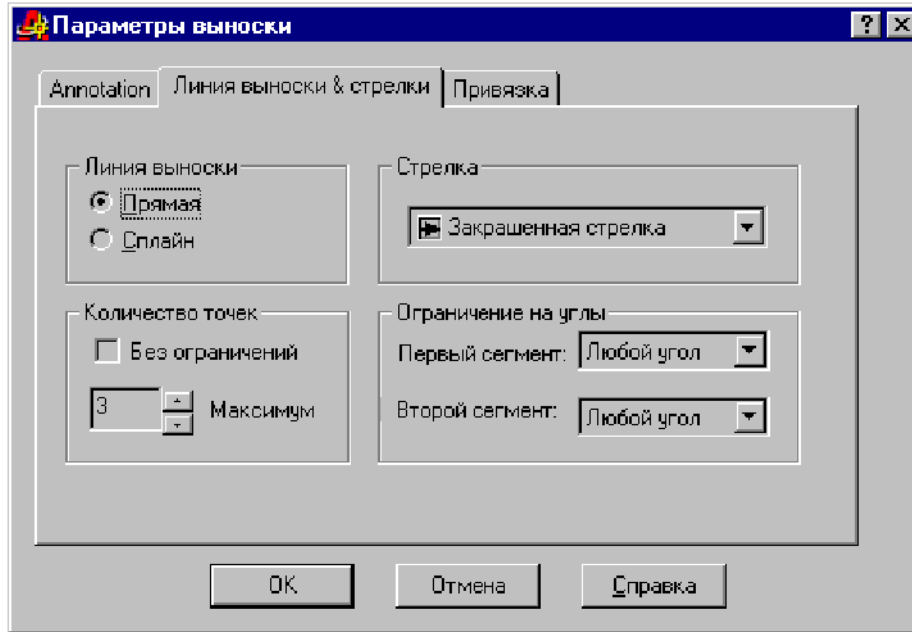 Параметры выноски
Annotation
Линия выноски & стрелки
Привязка
Линия выноски
Прямая
Сплайн
Стрелка
Закрашенная стрелка
Количество точек
Без ограничений
3 Максимум
Ограничение на углы
Первый сегмент: Любой угол
Второй сегмент: Любой угол
OK
Отмена
Справка